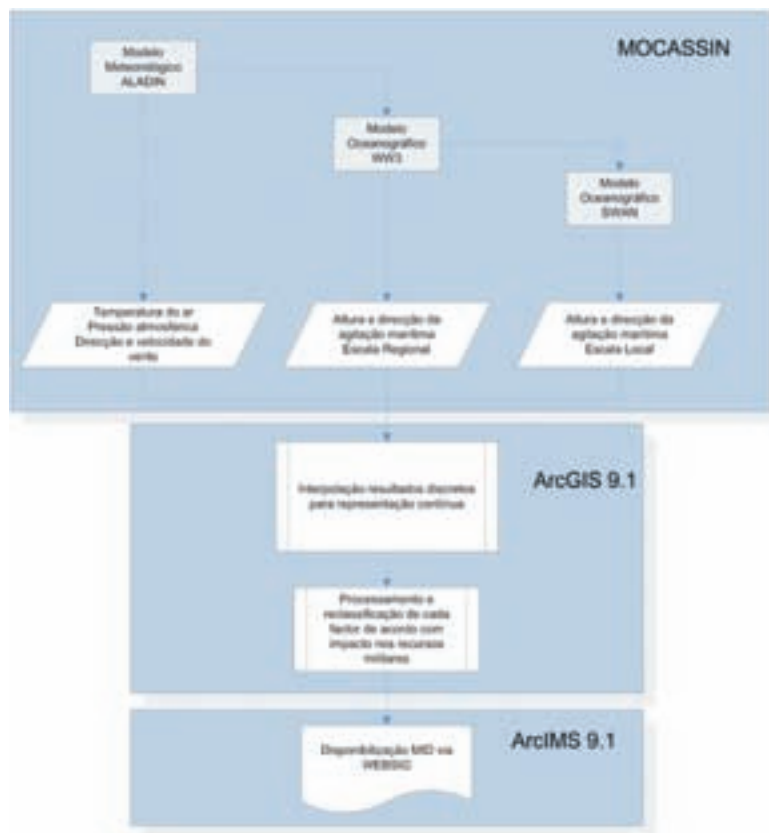 MOCASSIN
Modelo
Meteorológico
ALADIN
Modelo
Oceanográfico
WW3
Modelo
Oceanográfico
SWAN
Temperatura do ar
Pressão atmosférica
Direcção e velocidade do
vento
Altura e direcção da
agitação marítima
Escala Regional
Altura e direcção da
agitação marítima
Escala Local
ArcGIS 9.1
Interpolação resultados discretos
para representação contínua
Processamento e
reclassificação de cada
factor de acordo com
impacto nos recursos
militares
ArcIMS 9.1
Disponibilização MID via
WEBSIG